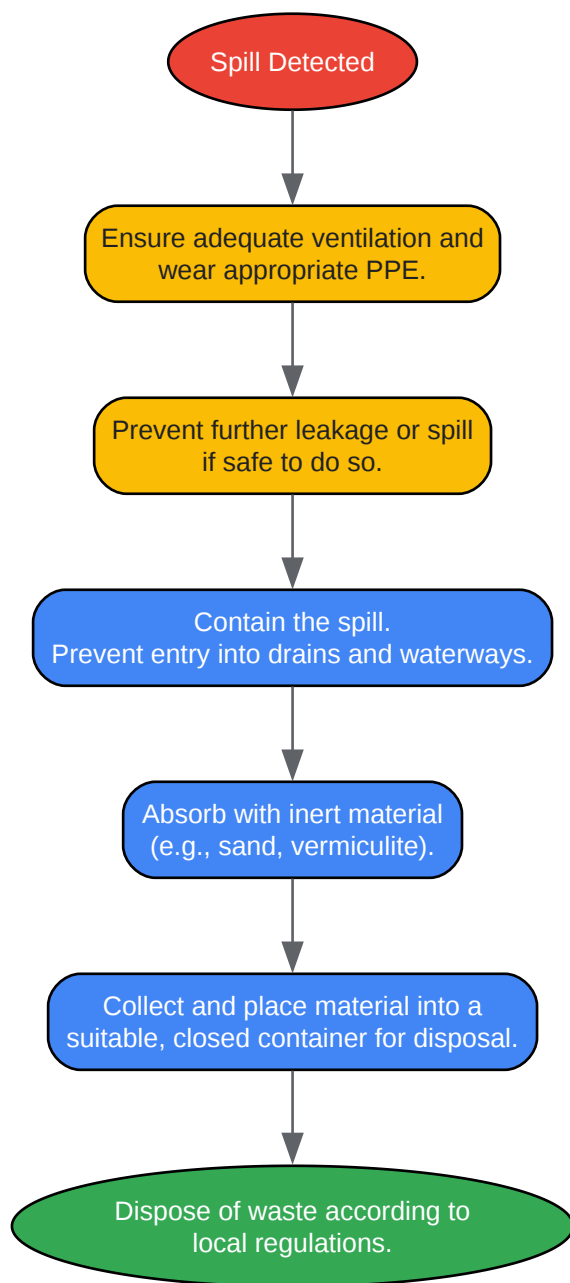 Spill Detected
Ensure adequate ventilation and
wear appropriate PPE.
Prevent further leakage or spill
if safe to do so.
Contain the spill.
Prevent entry into drains and waterways.
Absorb with inert material
(e.g., sand, vermiculite).
Collect and place material into a
suitable, closed container for disposal.
Dispose of waste according to
local regulations.